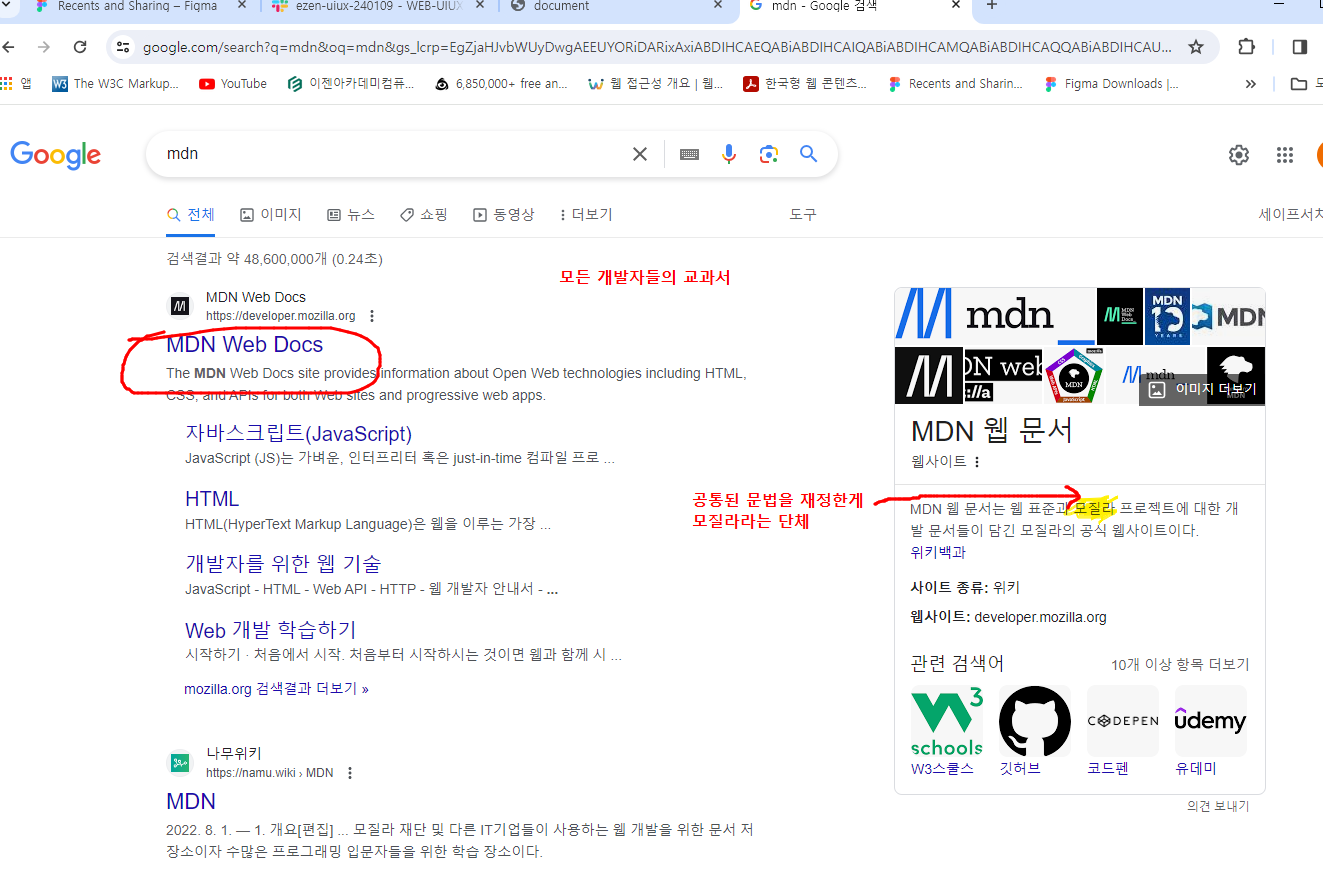 Recents and Sharing – Figma
ezen-uiux-240109 - WEB-UIUX
document
mdn - Google 검색
google.com/search?q=mdn&oq=mdn&gs_lcrp=EgZjaHJvbWUyDwgAEEUYORiDARixAxiABDIHCAEQABiABDIHCAIQABiABDIHCAMQABiABDIHCAQQABiABDIHCAU...
앱
The W3C Markup...
YouTube
이젠아카데미컴퓨...
6,850,000+ free an...
웹 접근성 개요 | 웹...
한국형 웹 콘텐츠...
Recents and Sharin...
Figma Downloads |...
»
Google
mdn
전체
이미지
뉴스
쇼핑
동영상
더보기
도구
세이프서치
검색결과 약 48,600,000개 (0.24초)
모든 개발자들의 교과서
MDN Web Docs
https://developer.mozilla.org
MDN Web Docs
The MDN Web Docs site provides information about Open Web technologies including HTML,
CSS, and APIs for both Web sites and progressive web apps.
자바스크립트(JavaScript)
JavaScript (JS)는 가벼운, 인터프리터 혹은 just-in-time 컴파일 프로 ...
HTML
HTML(HyperText Markup Language)은 웹을 이루는 가장 ...
개발자를 위한 웹 기술
JavaScript - HTML - Web API - HTTP - 웹 개발자 안내서 - ...
Web 개발 학습하기
시작하기 · 처음에서 시작. 처음부터 시작하시는 것이면 웹과 함께 시 ...
mozilla.org 검색결과 더보기 »
나무위키
https://namu.wiki › MDN
MDN
2022. 8. 1. — 1. 개요[편집] ... 모질라 재단 및 다른 IT기업들이 사용하는 웹 개발을 위한 문서 저
장소이자 수많은 프로그래밍 입문자들을 위한 학습 장소이다.
공통된 문법을 재정한게
모질라라는 단체
mdn
MDN
Web
Docs
MDN
YEARS
MDN
DN web
://a
MDN
mdn
MDN
이미지 더보기
MDN 웹 문서
웹사이트
MDN 웹 문서는 웹 표준과 모질라 프로젝트에 대한 개
발 문서들이 담긴 모질라의 공식 웹사이트이다.
위키백과
사이트 종류: 위키
웹사이트: developer.mozilla.org
관련 검색어
10개 이상 항목 더보기
W3
schools
CODEPEN
udemy
W3스쿨스
깃허브
코드펜
유데미
의견 보내기